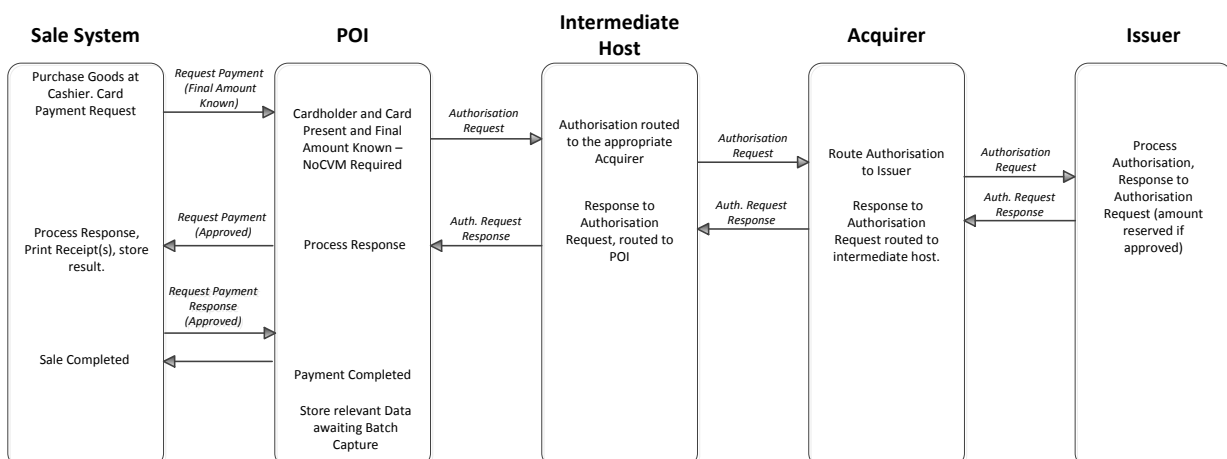 Sale System
POI
Intermediate
Host
Acquirer
Issuer
Purchase Goods at
Cashier. Card
Payment Request
Request Payment
(Final Amount
Known)
Cardholder and Card
Present and Final
Amount Known –
NoCVM Required
Authorisation
Request
Authorisation routed
to the appropriate
Acquirer
Authorisation
Request
Route Authorisation
to Issuer
Authorisation
Request
Process
Authorisation,
Response to
Authorisation
Request (amount
reserved if
approved)
Auth. Request
Response
Response to
Authorisation
Request routed to
intermediate host.
Auth. Request
Response
Response to
Authorisation
Request, routed to
POI
Auth. Request
Response
Process Response
Request Payment
(Approved)
Process Response,
Print Receipt(s), store
result.
Request Payment
Response
(Approved)
Sale Completed
Payment Completed
Store relevant Data
awaiting Batch
Capture